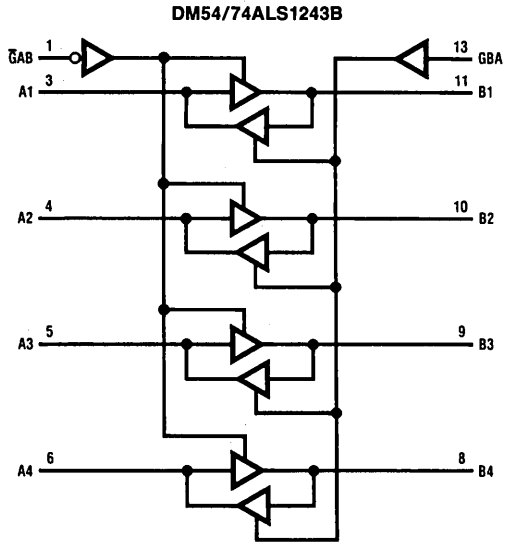 DM54/74ALS1243B
G̅AB 1 13 GBA
A1 3 11 B1
A2 4 10 B2
A3 5 9 B3
A4 6 8 B4